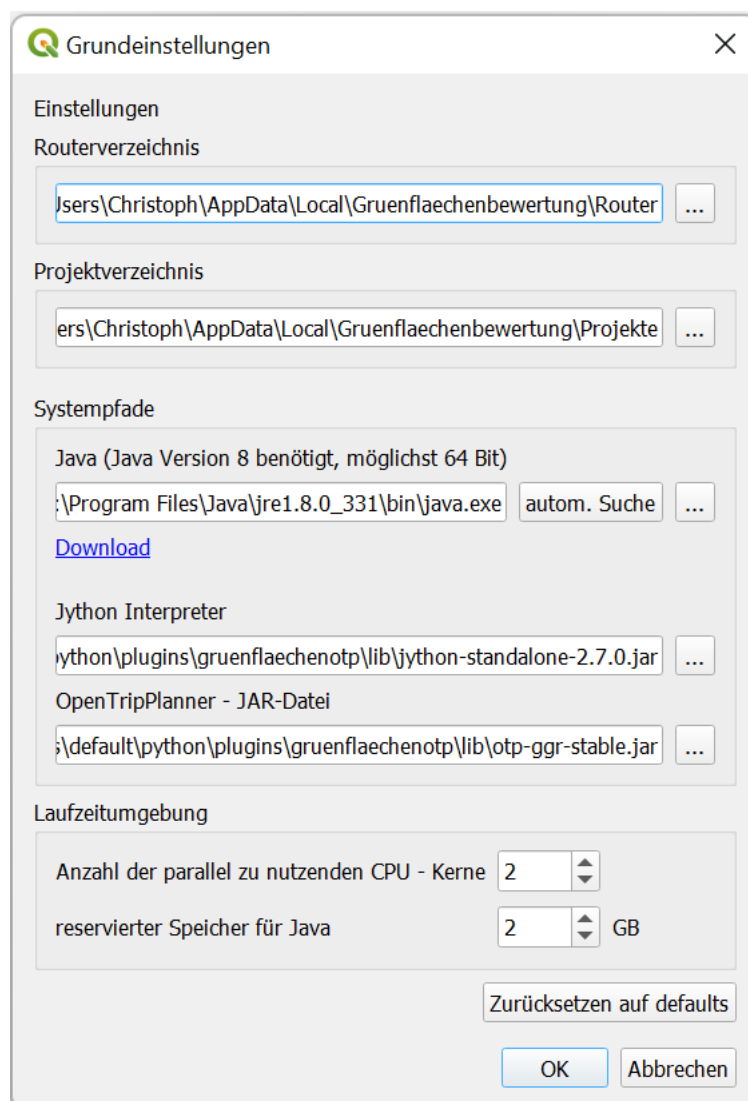 Grundeinstellungen
Einstellungen
Routerverzeichnis
Users\Christoph\AppData\Local\Gruenflaechenbewertung\Router ...
Projektverzeichnis
ers\Christoph\AppData\Local\Gruenflaechenbewertung\Projekte ...
Systempfade
Java (Java Version 8 benötigt, möglichst 64 Bit)
:\Program Files\Java\jre1.8.0_331\bin\java.exe autom. Suche ...
Download
Jython Interpreter
ython\plugins\gruenflaechenotp\lib\jython-standalone-2.7.0.jar ...
OpenTripPlanner - JAR-Datei
s\default\python\plugins\gruenflaechenotp\lib\otp-ggr-stable.jar ...
Laufzeitumgebung
Anzahl der parallel zu nutzenden CPU - Kerne 2
reservierter Speicher für Java 2 GB
Zurücksetzen auf defaults
OK Abbrechen